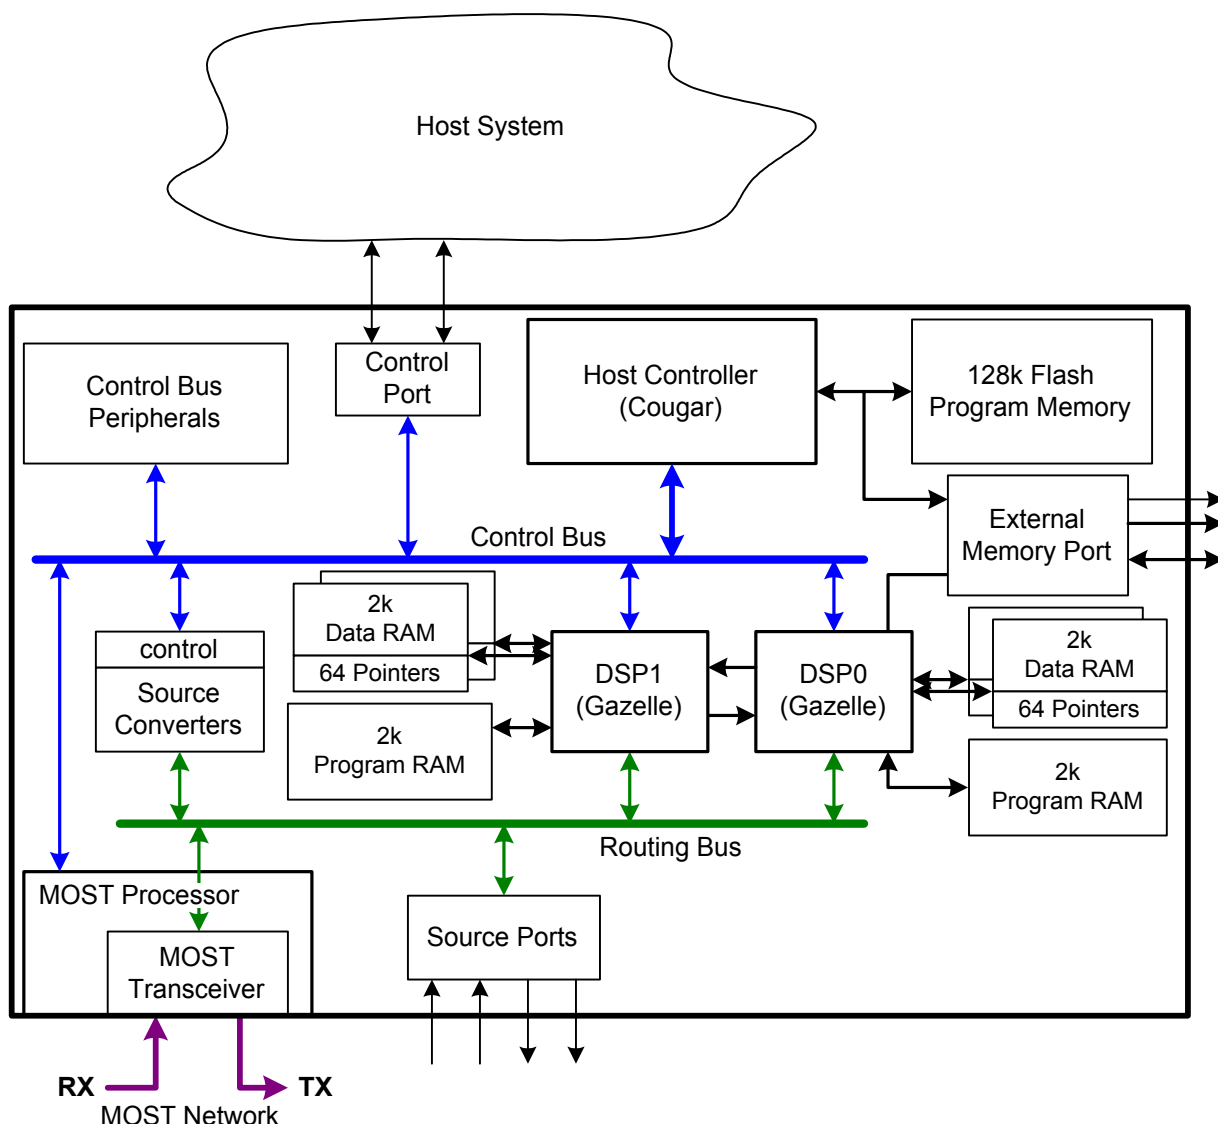 Host System
Control Bus
Peripherals
Control
Port
Host Controller
(Cougar)
128k Flash
Program Memory
External
Memory Port
Control Bus
control
Source
Converters
2k
Data RAM
64 Pointers
2k
Program RAM
DSP1
(Gazelle)
DSP0
(Gazelle)
2k
Data RAM
64 Pointers
2k
Program RAM
Routing Bus
MOST Processor
MOST
Transceiver
Source Ports
RX
TX
MOST Network